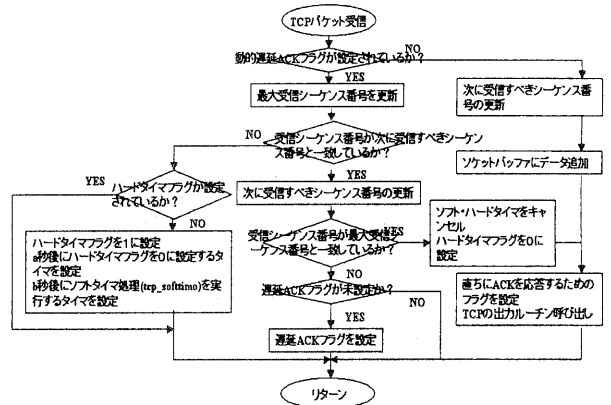 TCPパケット受信
動的遅延ACKフラグが設定されているか？
NO
YES
最大受信シーケンス番号を更新
次に受信すべきシーケンス番
号の更新
NO
受信シーケンス番号が次に受信すべきシーケン
ス番号と一致しているか？
ソケットバッファにデータ追加
YES
ハードタイマフラグが設定
されているか？
YES
次に受信すべきシーケンス番号の更新
NO
受信シーケンス番号が最大受信シ
ーケンス番号と一致しているか？
YES
ソフト・ハードタイマをキャ
ンセル
ハードタイマフラグを0に
設定
ハードタイマフラグを1に設定
a秒後にハードタイマフラグを0に設定するタ
イマを設定
b秒後にソフトタイマ処理(tcp_softtimo)を実
行するタイマを設定
NO
遅延ACKフラグが未設定か？
NO
直ちにACKを応答するための
フラグを設定
TCPの出力ルーチン呼び出し
YES
遅延ACKフラグを設定
リターン